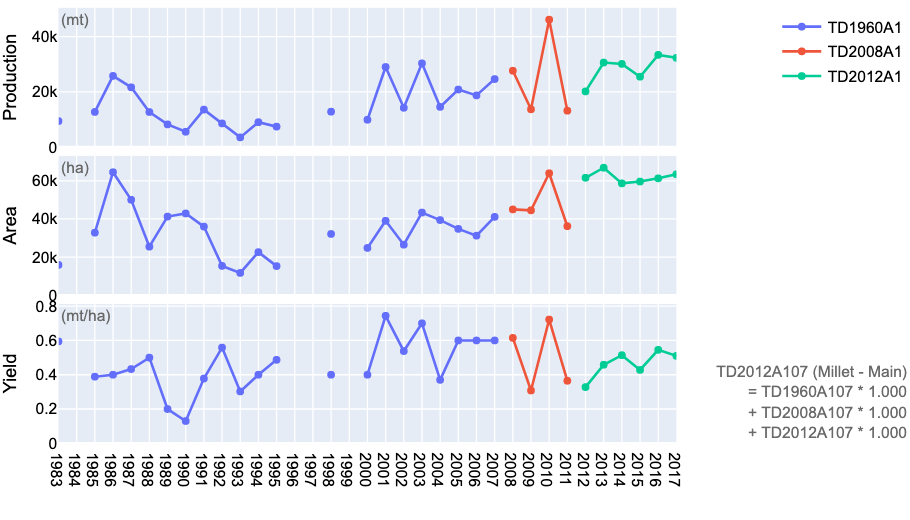 (mt)
Production
40k
20k
0
(ha)
Area
60k
40k
20k
0
(mt/ha)
Yield
0.8
0.6
0.4
0.2
0
1983
1984
1985
1986
1987
1988
1989
1990
1991
1992
1993
1994
1995
1996
1997
1998
1999
2000
2001
2002
2003
2004
2005
2006
2007
2008
2009
2010
2011
2012
2013
2014
2015
2016
2017
TD1960A1
TD2008A1
TD2012A1
TD2012A107 (Millet - Main)
= TD1960A107 * 1.000
+ TD2008A107 * 1.000
+ TD2012A107 * 1.000